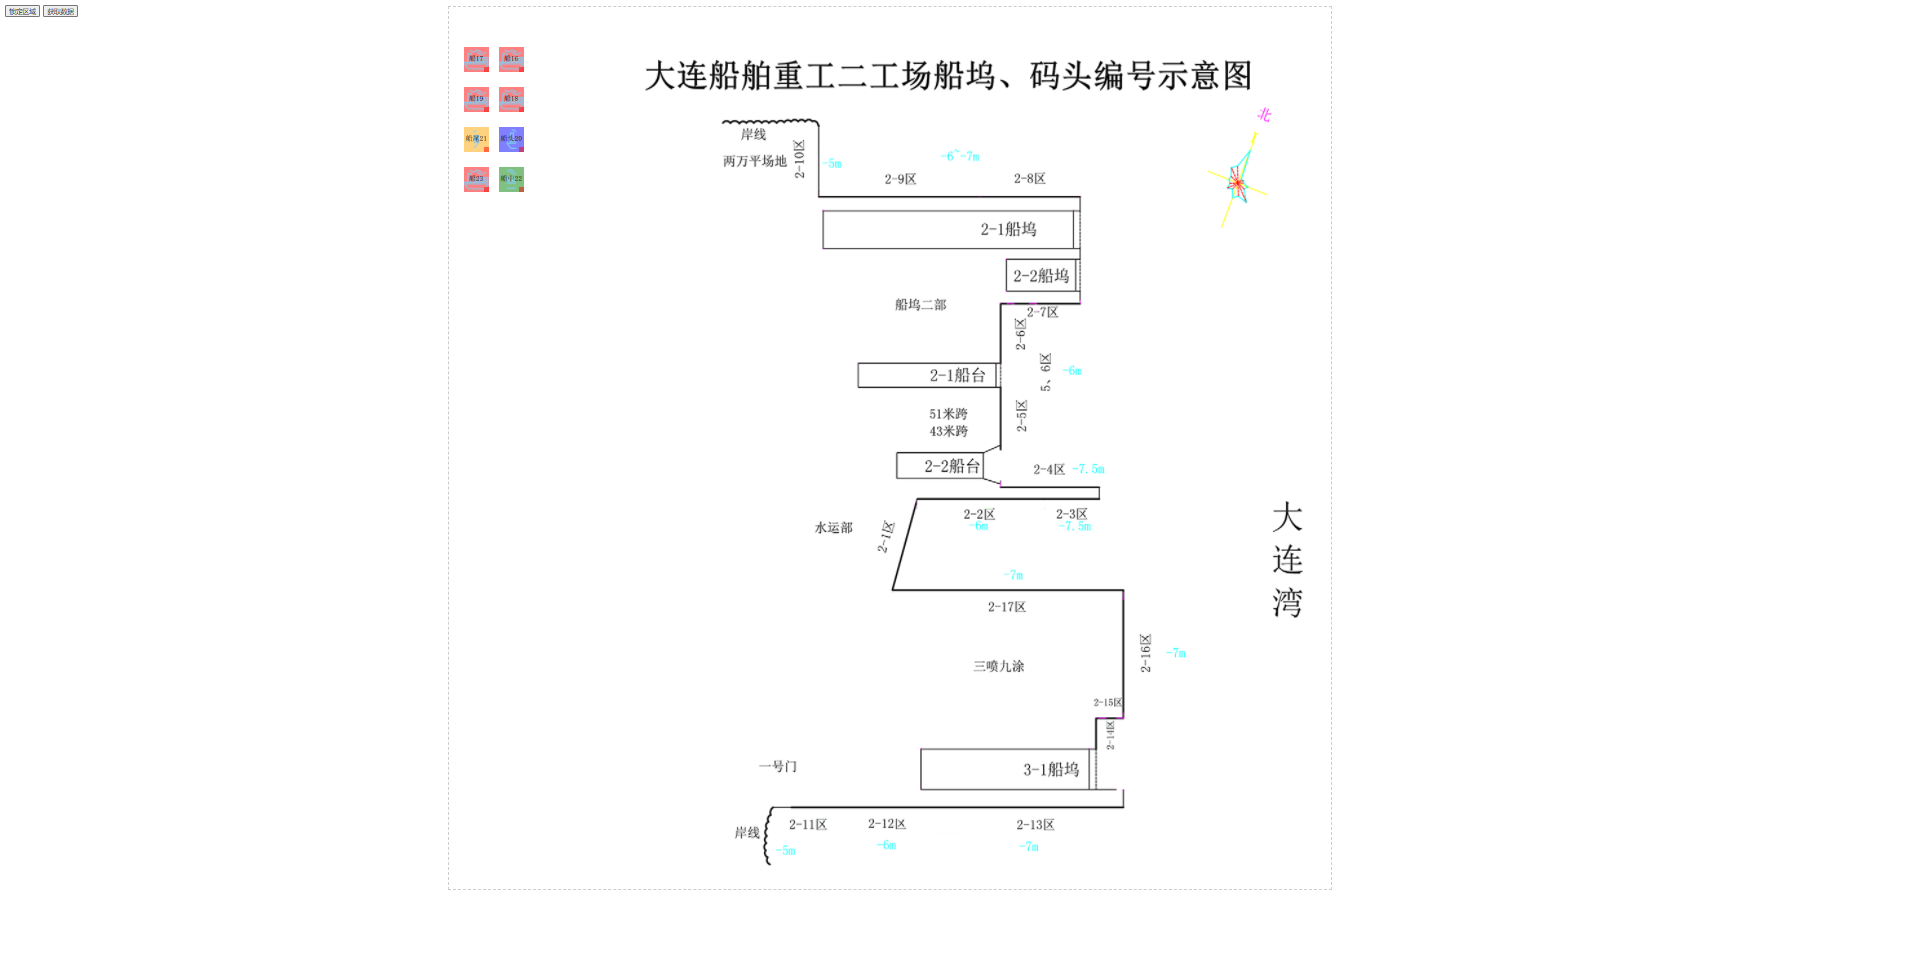 锁定区域 获取数据
船17 船16
船19 船18
船尾21 船头20
船23 船中22
大连船舶重工二工场船坞、码头编号示意图
北
岸线
两万平场地
2-10区
-5m
-6~-7m
2-9区
2-8区
2-1船坞
2-2船坞
船坞二部
2-7区
2-6区
5、6区
-6m
2-1船台
51米跨
43米跨
2-5区
2-2船台
2-4区
-7.5m
2-2区
-6m
2-3区
-7.5m
水运部
2-1区
大连湾
-7m
2-17区
2-16区
-7m
三喷九涂
2-15区
2-14区
一号门
3-1船坞
岸线
2-11区
-5m
2-12区
-6m
2-13区
-7m